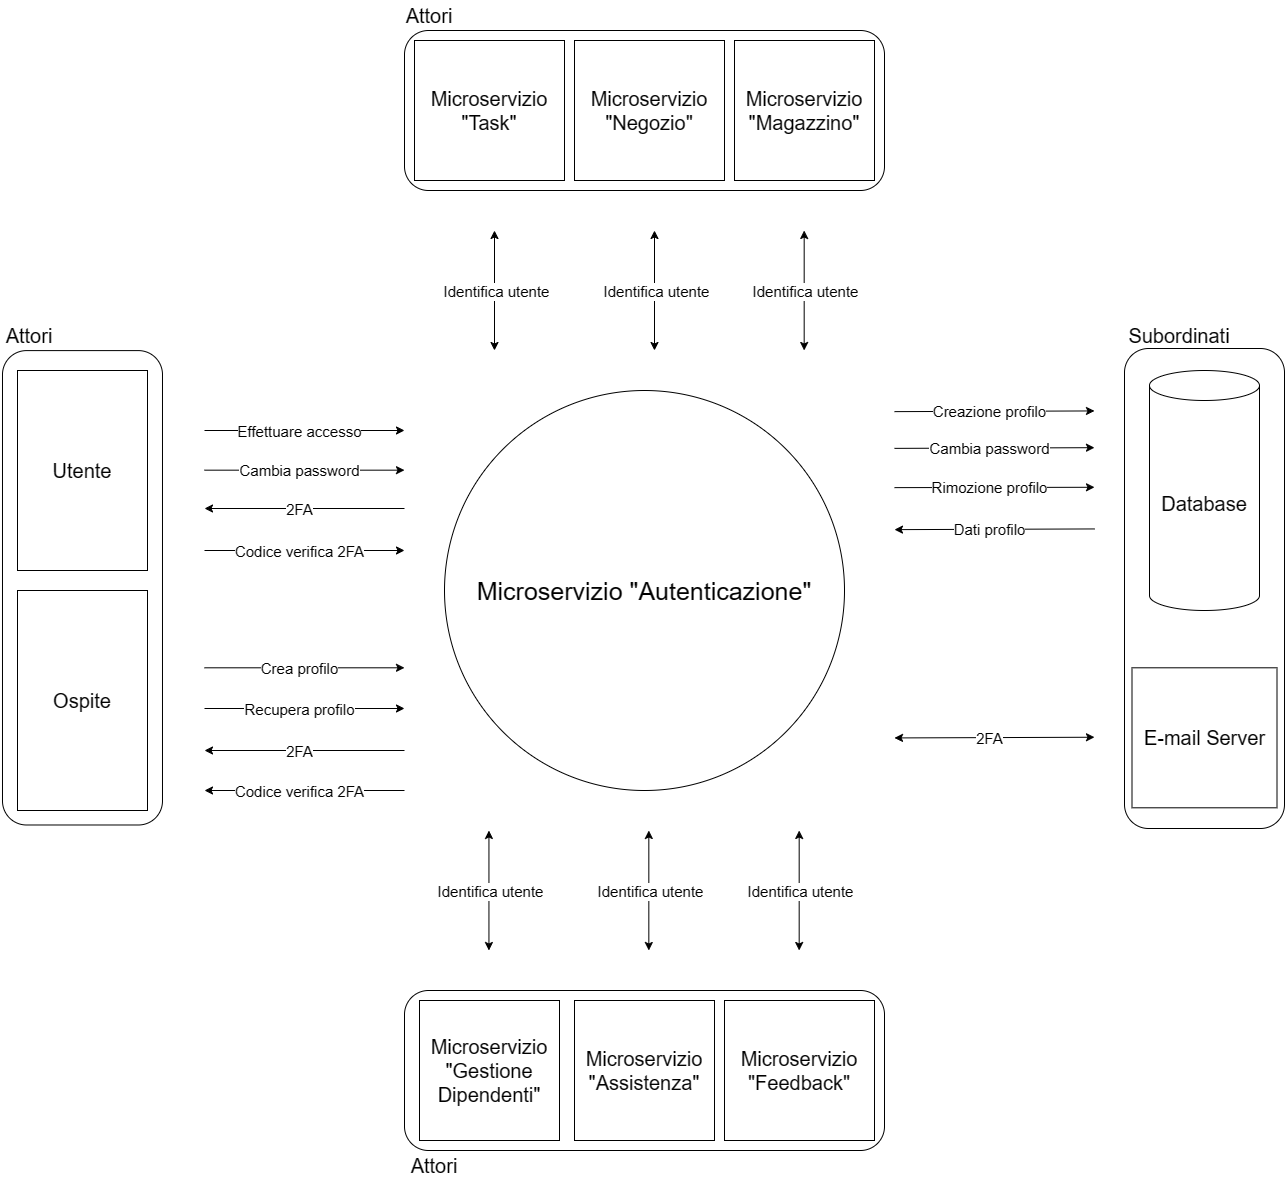 Attori
Microservizio
"Task"
Microservizio
"Negozio"
Microservizio
"Magazzino"
Identifica utente
Identifica utente
Identifica utente
Attori
Utente
Ospite
Effettuare accesso
Cambia password
2FA
Codice verifica 2FA
Crea profilo
Recupera profilo
2FA
Codice verifica 2FA
Microservizio "Autenticazione"
Creazione profilo
Cambia password
Rimozione profilo
Dati profilo
2FA
Subordinati
Database
E-mail Server
Identifica utente
Identifica utente
Identifica utente
Microservizio
"Gestione
Dipendenti"
Microservizio
"Assistenza"
Microservizio
"Feedback"
Attori